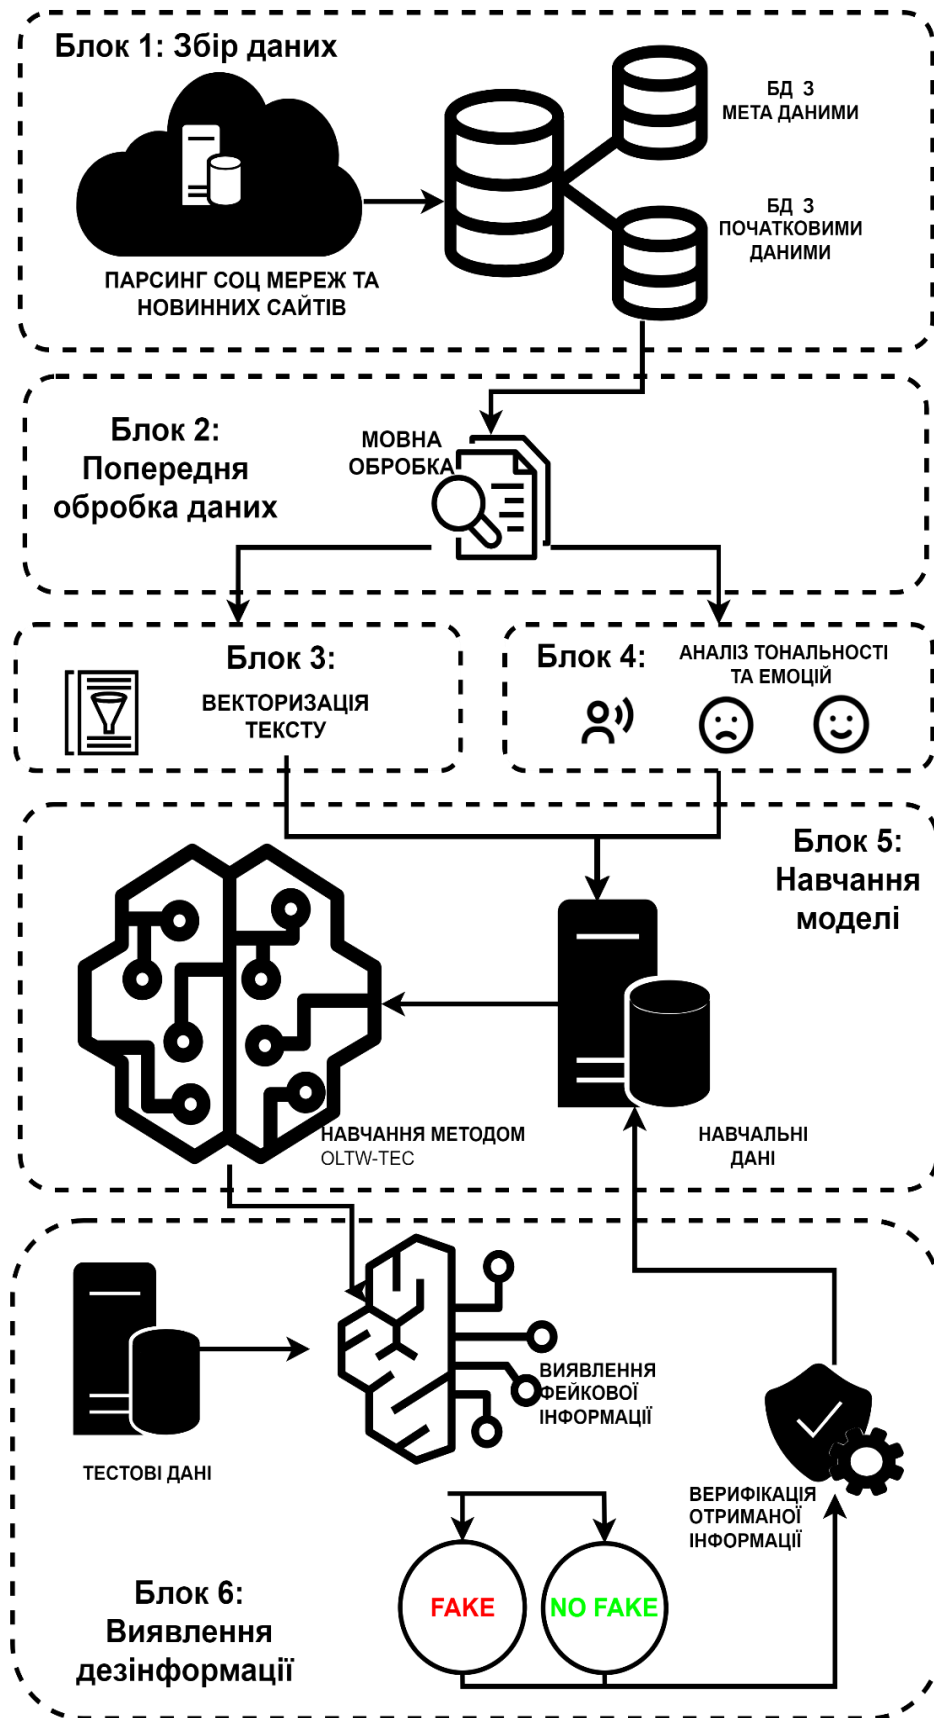 Блок 1: Збір даних
БД З
МЕТА ДАНИМИ
БД З
ПОЧАТКОВИМИ
ДАНИМИ
ПАРСИНГ СОЦ МЕРЕЖ ТА
НОВИННИХ САЙТІВ
Блок 2:
Попередня
обробка даних
МОВНА
ОБРОБКА
Блок 3:
ВЕКТОРИЗАЦІЯ
ТЕКСТУ
Блок 4:
АНАЛІЗ ТОНАЛЬНОСТІ
ТА ЕМОЦІЙ
Блок 5:
Навчання
моделі
НАВЧАННЯ МЕТОДОМ
OLTW-TEC
НАВЧАЛЬНІ
ДАНІ
ВИЯВЛЕННЯ
ФЕЙКОВОЇ
ІНФОРМАЦІЇ
ТЕСТОВІ ДАНІ
ВЕРИФІКАЦІЯ
ОТРИМАНОЇ
ІНФОРМАЦІЇ
FAKE
NO FAKE
Блок 6:
Виявлення
дезінформації